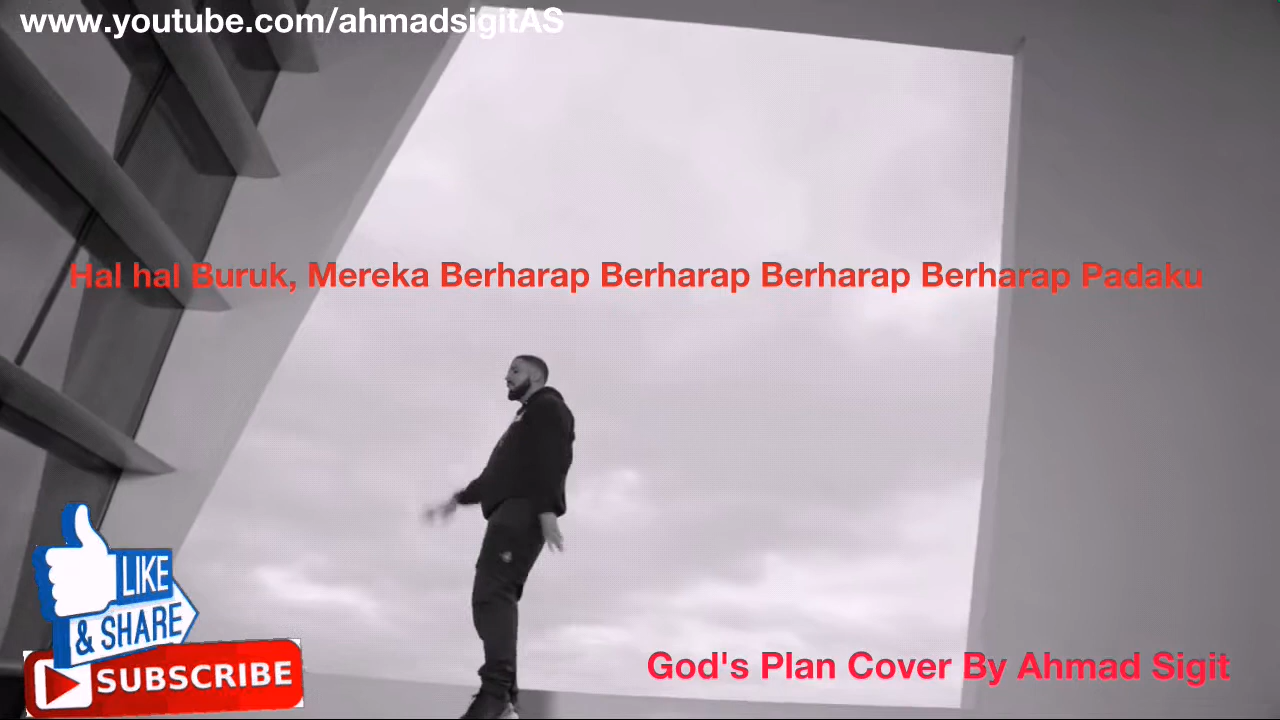 www.youtube.com/ahmadsigitAS
Hal hal Buruk, Mereka Berharap Berharap Berharap Berharap Padaku
LIKE
& SHARE
SUBSCRIBE
God's Plan Cover By Ahmad Sigit